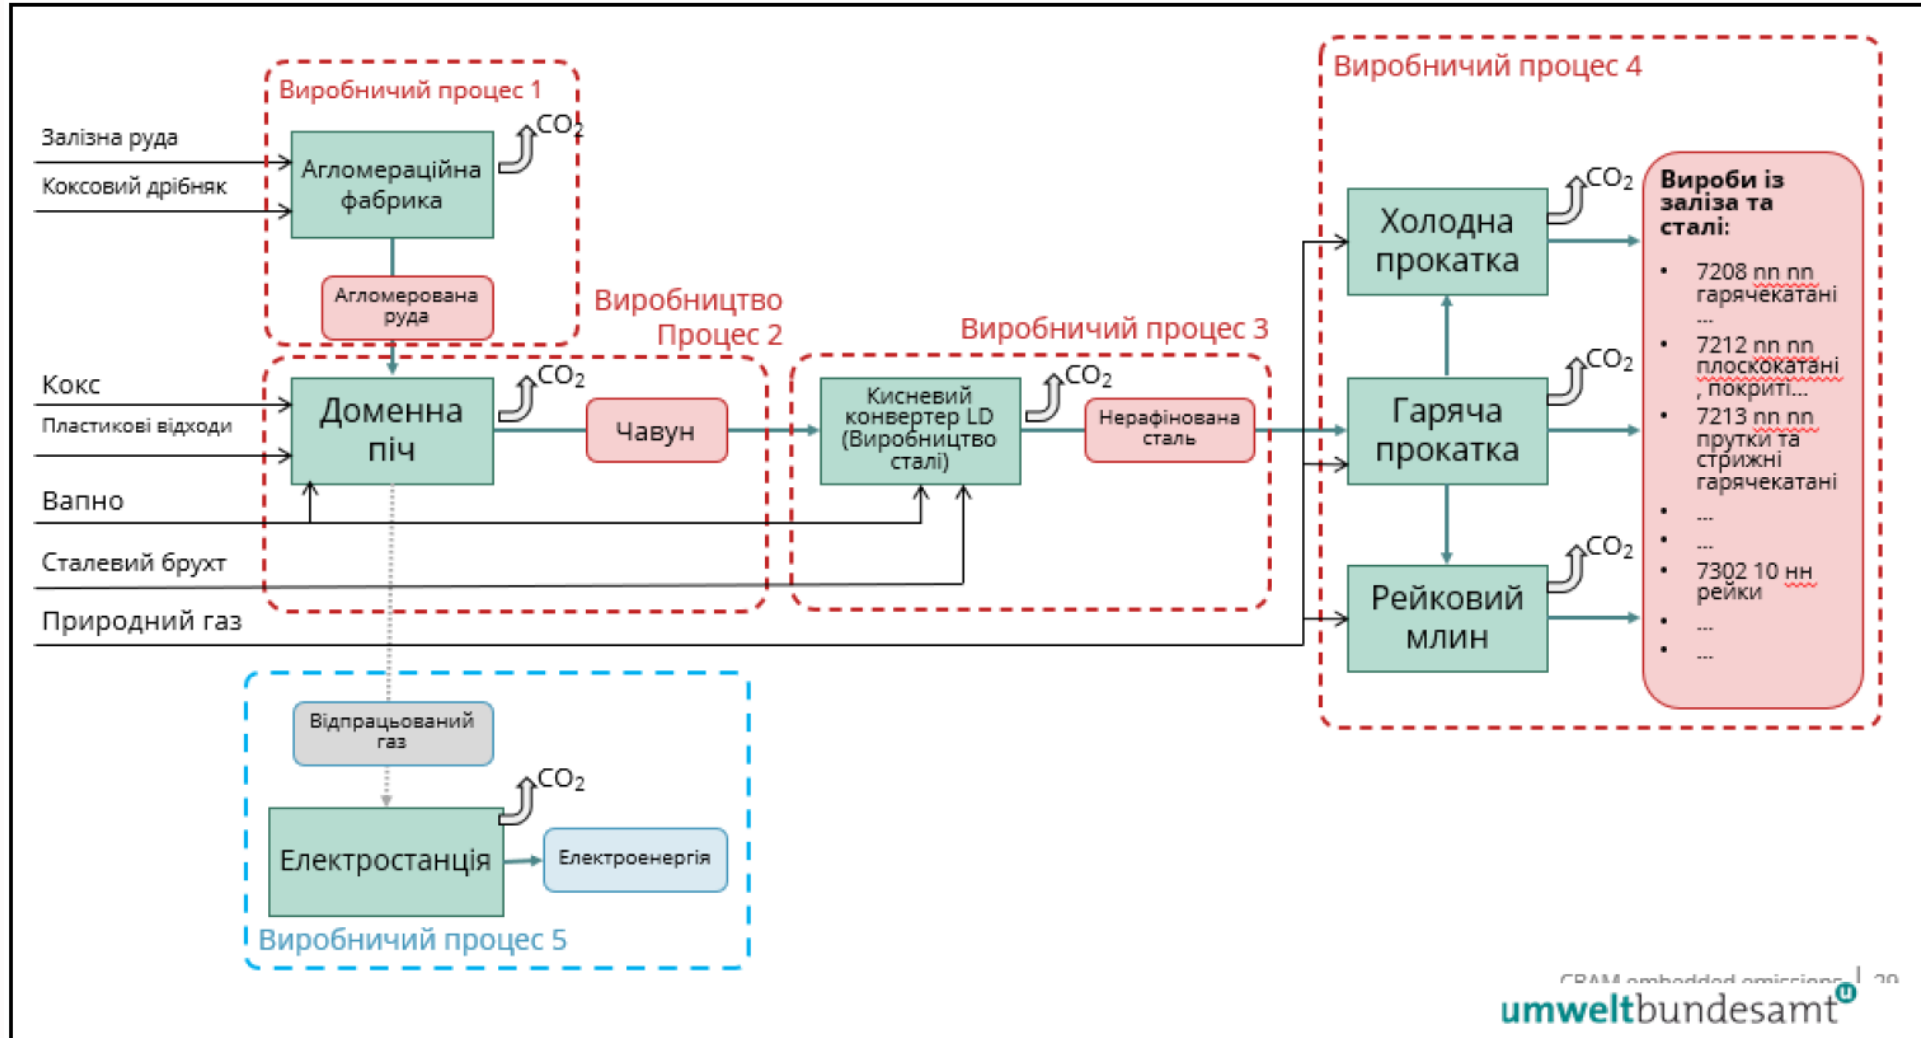 Виробничий процес 1
Залізна руда
Коксовий дрібняк
Агломераційна
фабрика
CO2
Агломерована
руда
Виробництво
Процес 2
Кокс
Пластикові відходи
Вапно
Сталевий брухт
Природний газ
Доменна
піч
CO2
Чавун
Виробничий процес 3
Кисневий
конвертер LD
(Виробництво
сталі)
CO2
Нерафінована
сталь
Виробничий процес 4
Холодна
прокатка
CO2
Гаряча
прокатка
CO2
Рейковий
млин
CO2
Вироби із
заліза та
сталі:
• 7208 nn nn
гарячекатані
...
• 7212 nn nn
плоскокатані
, покриті...
• 7213 nn nn
прутки та
стрижні
гарячекатані
• ...
• ...
• 7302 10 нн
рейки
• ...
• ...
Відпрацьований
газ
Електростанція
CO2
Електроенергія
Виробничий процес 5
CBAM embedded emissions | 29
umweltbundesamt